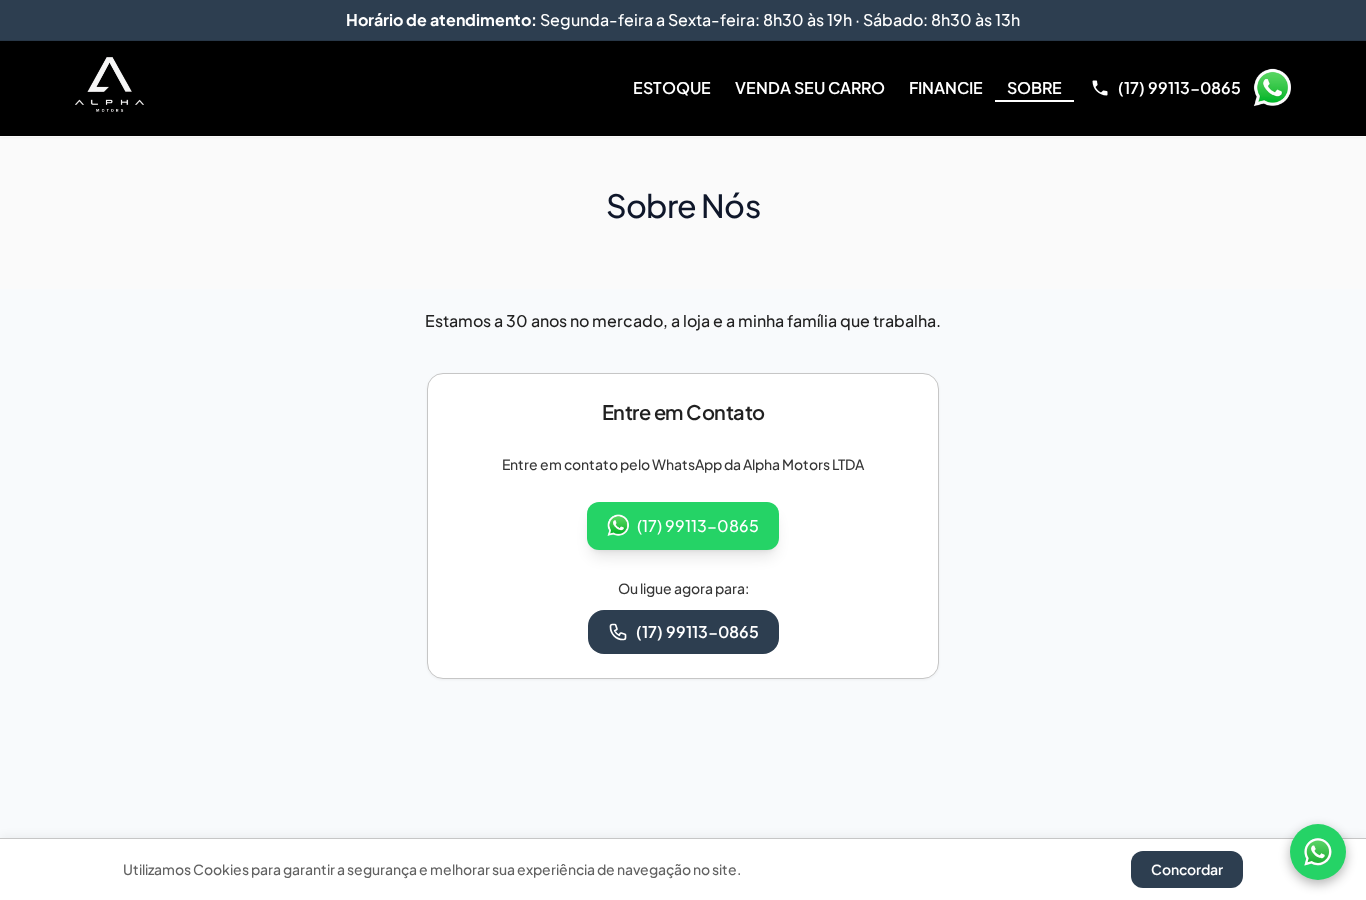 Horário de atendimento: Segunda-feira a Sexta-feira: 8h30 às 19h · Sábado: 8h30 às 13h
ALPHA
MOTORS
ESTOQUE VENDA SEU CARRO FINANCIE SOBRE (17) 99113-0865
Sobre Nós
Estamos a 30 anos no mercado, a loja e a minha família que trabalha.
Entre em Contato
Entre em contato pelo WhatsApp da Alpha Motors LTDA
(17) 99113-0865
Ou ligue agora para:
(17) 99113-0865
Utilizamos Cookies para garantir a segurança e melhorar sua experiência de navegação no site.
Concordar